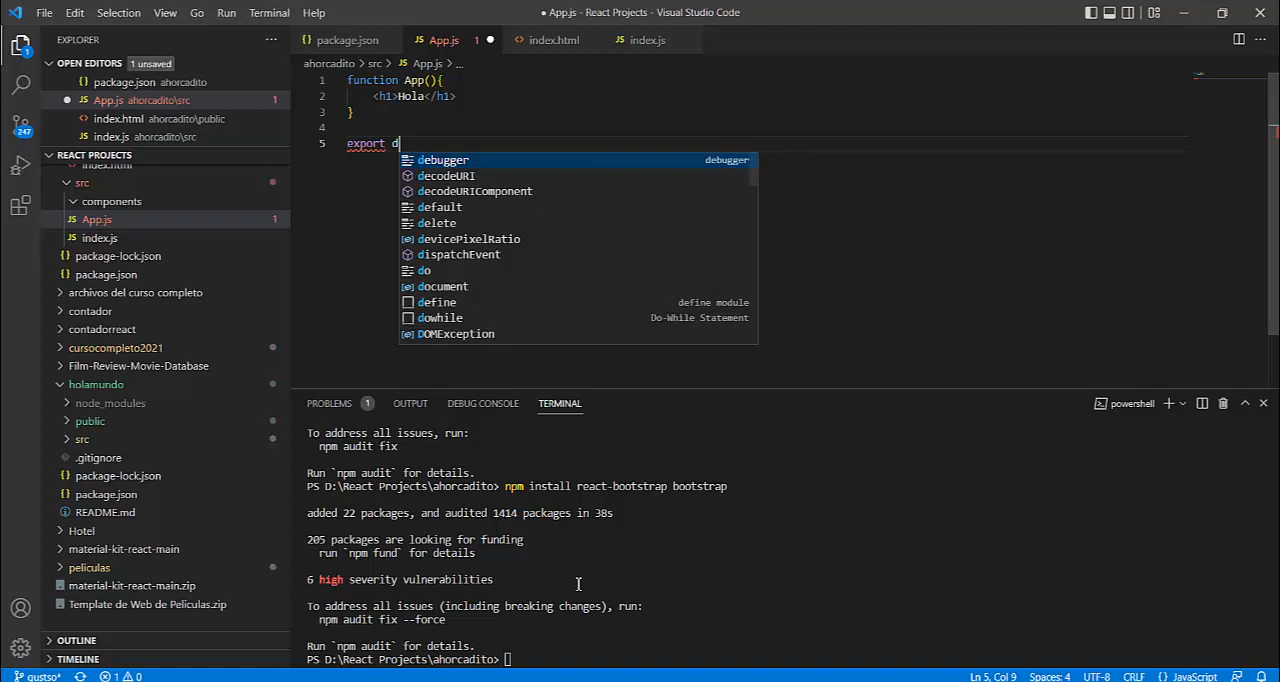 File Edit Selection View Go Run Terminal Help
● App.js - React Projects - Visual Studio Code
EXPLORER
OPEN EDITORS 1 unsaved
package.json ahorcadito
App.js ahorcadito\src 1
index.html ahorcadito\public
index.js ahorcadito\src
REACT PROJECTS
index.html
src
components
App.js 1
index.js
package-lock.json
package.json
archivos del curso completo
contador
contadorreact
cursocompleto2021
Film-Review-Movie-Database
holamundo
node_modules
public
src
.gitignore
package-lock.json
package.json
README.md
Hotel
material-kit-react-main
peliculas
material-kit-react-main.zip
Template de Web de Películas.zip
OUTLINE
TIMELINE
1
247
package.json
App.js 1 ●
index.html
index.js
ahorcadito > src > JS App.js > ...
1 function App(){
2 <h1>Hola</h1>
3 }
4
5 export d
debugger debugger
decodeURI
decodeURIComponent
default
delete
devicePixelRatio
dispatchEvent
do
document
define define module
dowhile Do-While Statement
DOMException
PROBLEMS 1 OUTPUT DEBUG CONSOLE TERMINAL
powershell
To address all issues, run:
npm audit fix
Run `npm audit` for details.
PS D:\React Projects\ahorcadito> npm install react-bootstrap bootstrap
added 22 packages, and audited 1414 packages in 38s
205 packages are looking for funding
run `npm fund` for details
6 high severity vulnerabilities
To address all issues (including breaking changes), run:
npm audit fix --force
Run `npm audit` for details.
PS D:\React Projects\ahorcadito>
gustso* 1 0
Ln 5, Col 9 Spaces: 4 UTF-8 CRLF {} JavaScript